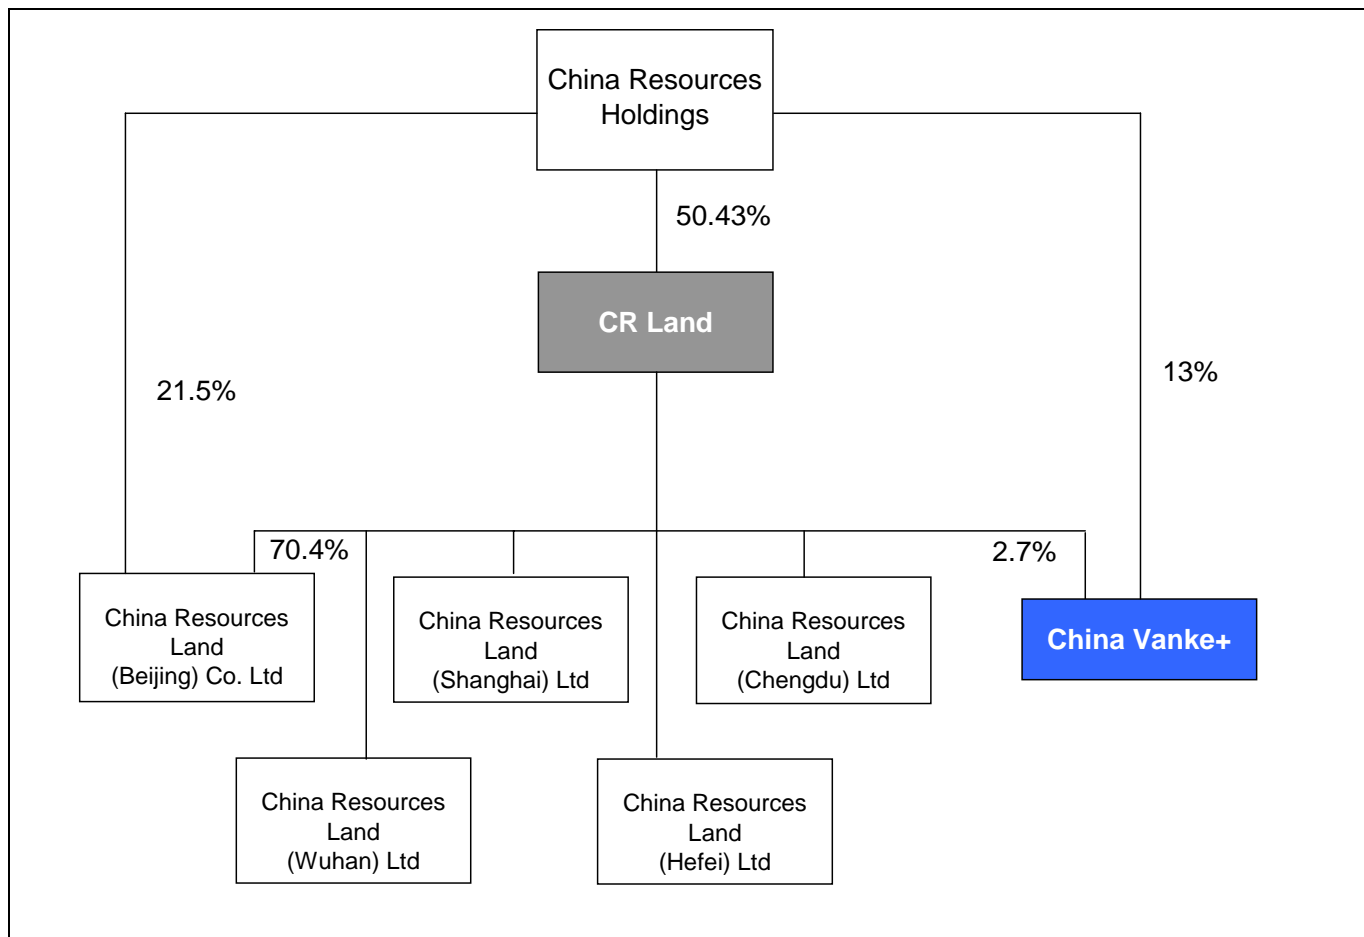 China Resources
Holdings
50.43%
CR Land
21.5%
13%
70.4%
2.7%
China Resources
Land
(Beijing) Co. Ltd
China Resources
Land
(Shanghai) Ltd
China Resources
Land
(Chengdu) Ltd
China Vanke+
China Resources
Land
(Wuhan) Ltd
China Resources
Land
(Hefei) Ltd